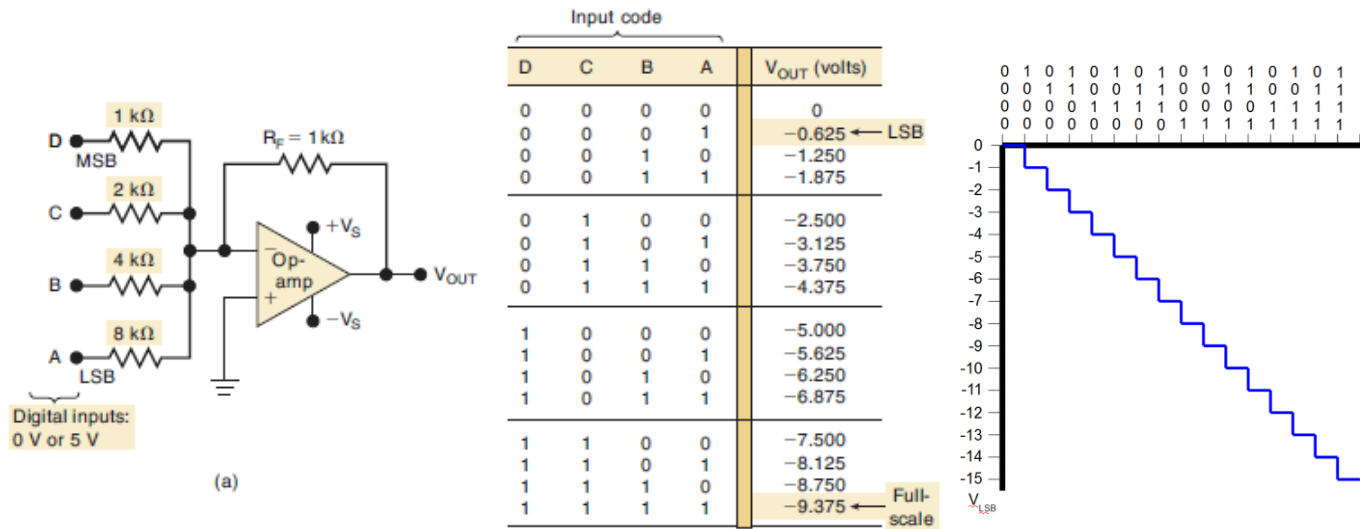 1 kΩ
D
MSB
R_F = 1 kΩ
2 kΩ
C
+V_S
4 kΩ
−
Op-
amp
V_OUT
B
+
8 kΩ
−V_S
A
LSB
Digital inputs:
0 V or 5 V
(a)
Input code
D C B A V_OUT (volts)
0 0 0 0 0
0 0 0 1 −0.625 LSB
0 0 1 0 −1.250
0 0 1 1 −1.875
0 1 0 0 −2.500
0 1 0 1 −3.125
0 1 1 0 −3.750
0 1 1 1 −4.375
1 0 0 0 −5.000
1 0 0 1 −5.625
1 0 1 0 −6.250
1 0 1 1 −6.875
1 1 0 0 −7.500
1 1 0 1 −8.125
1 1 1 0 −8.750
1 1 1 1 −9.375 Full-
scale
0 1 0 1 0 1 0 1 0 1 0 1 0 1 0 1
0 0 1 1 0 0 1 1 0 0 1 1 0 0 1 1
0 0 0 0 1 1 1 1 0 0 0 0 1 1 1 1
0 0 0 0 0 0 0 0 1 1 1 1 1 1 1 1
0
-1
-2
-3
-4
-5
-6
-7
-8
-9
-10
-11
-12
-13
-14
-15
V_LSB